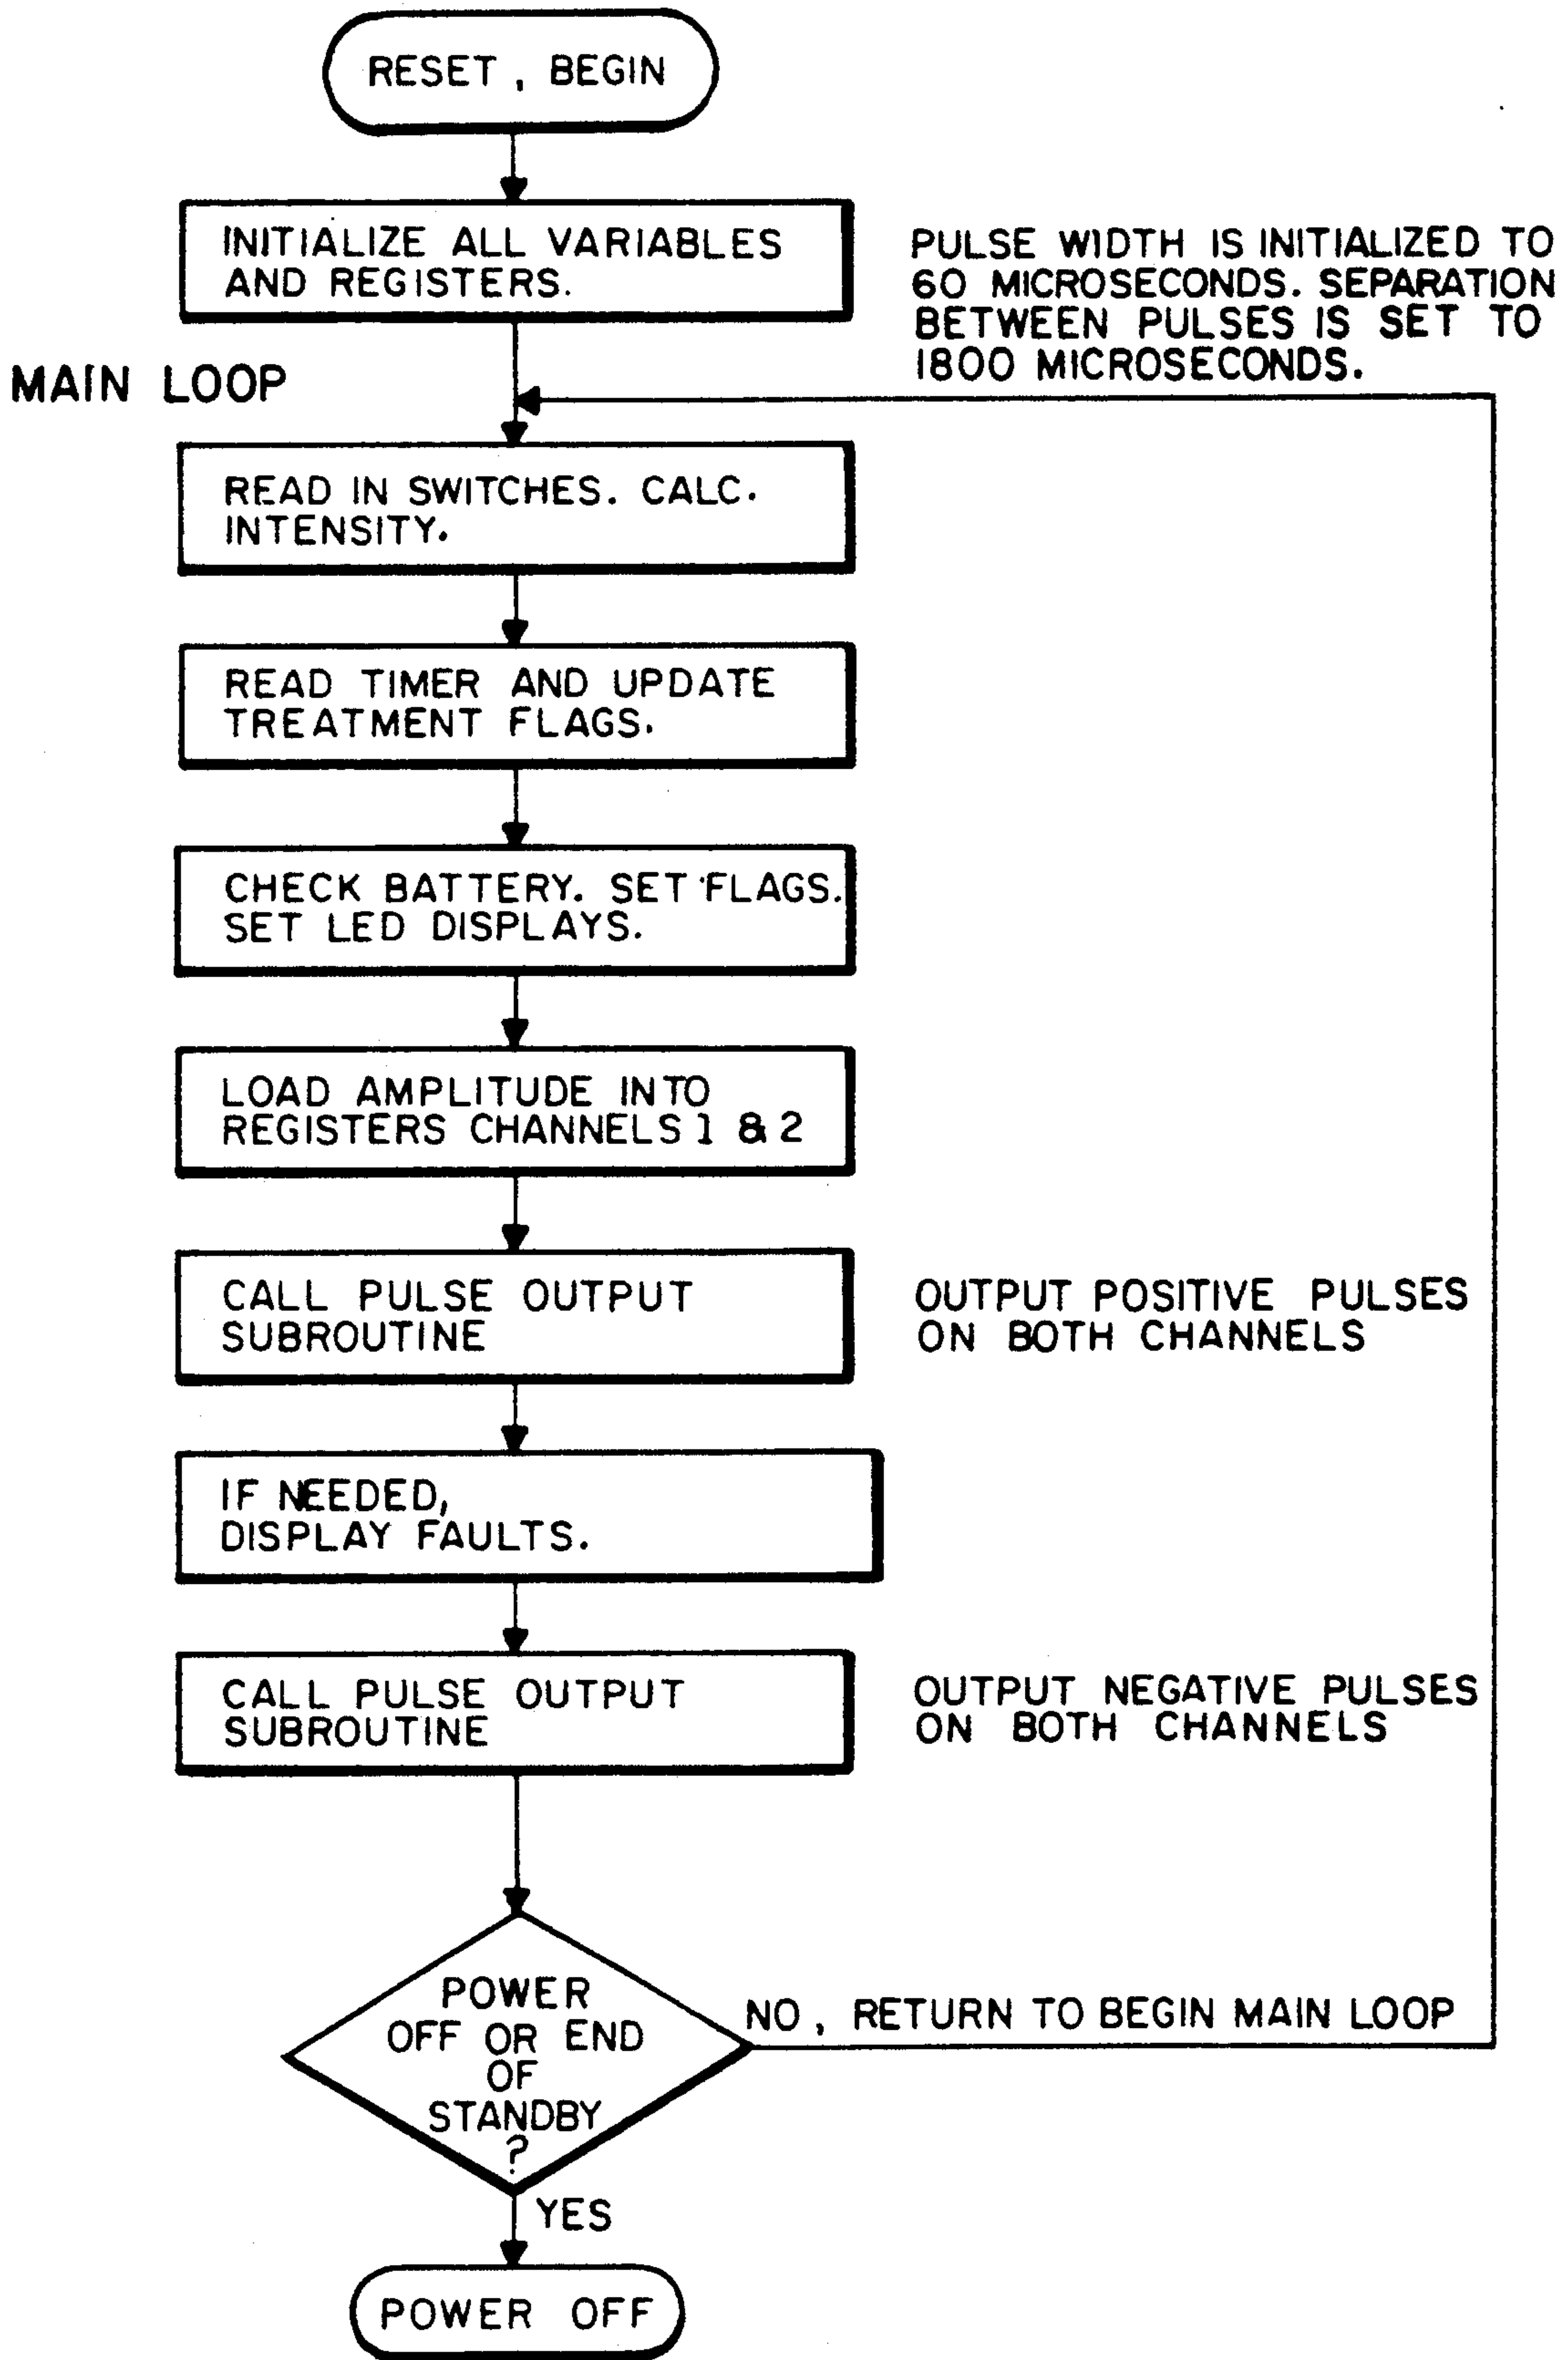 RESET, BEGIN
INITIALIZE ALL VARIABLES
AND REGISTERS.
PULSE WIDTH IS INITIALIZED TO
60 MICROSECONDS. SEPARATION
BETWEEN PULSES IS SET TO
1800 MICROSECONDS.
MAIN LOOP
READ IN SWITCHES. CALC.
INTENSITY.
READ TIMER AND UPDATE
TREATMENT FLAGS.
CHECK BATTERY. SET FLAGS.
SET LED DISPLAYS.
LOAD AMPLITUDE INTO
REGISTERS CHANNELS 1 & 2
CALL PULSE OUTPUT
SUBROUTINE
OUTPUT POSITIVE PULSES
ON BOTH CHANNELS
IF NEEDED,
DISPLAY FAULTS.
CALL PULSE OUTPUT
SUBROUTINE
OUTPUT NEGATIVE PULSES
ON BOTH CHANNELS
POWER
OFF OR END
OF
STANDBY
?
NO, RETURN TO BEGIN MAIN LOOP
YES
POWER OFF